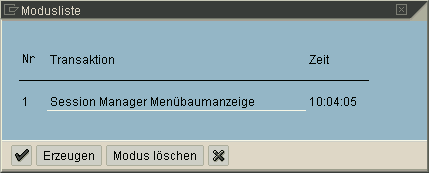 Modusliste
Nr Transaktion Zeit
1 Session Manager Menübaumanzeige 10:04:05
Erzeugen Modus löschen